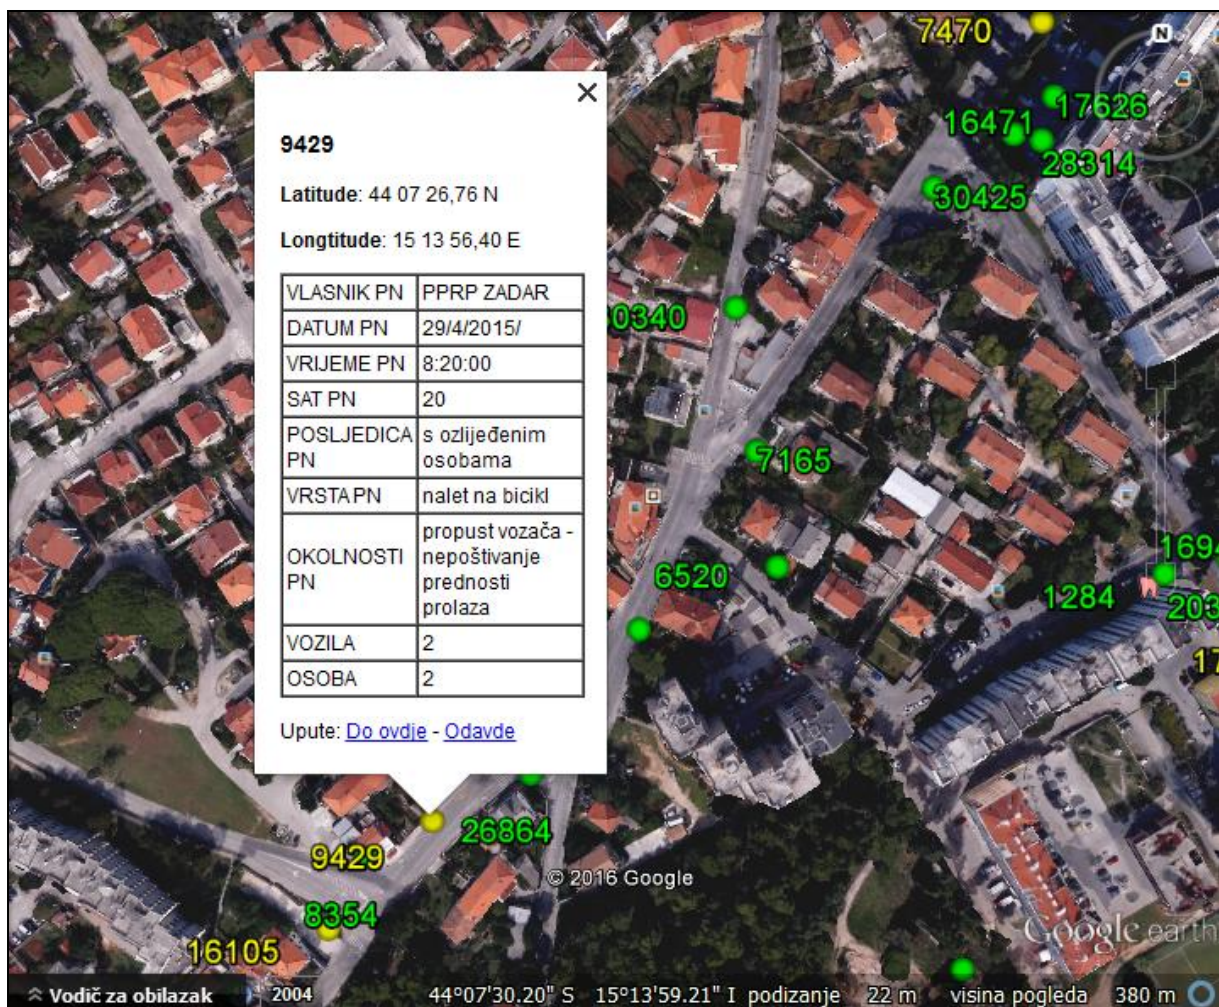 7470
17626
16471
28314
30425
9429
Latitude: 44 07 26,76 N
Longtitude: 15 13 56,40 E
VLASNIK PN PPRP ZADAR
DATUM PN 29/4/2015/
VRIJEME PN 8:20:00
SAT PN 20
POSLJEDICA PN s ozlijeđenim
osobama
VRSTA PN nalet na bicikl
OKOLNOSTI PN propust vozača -
nepoštivanje
prednosti
prolaza
VOZILA 2
OSOBA 2
Upute: Do ovdje - Odavde
0340
7165
6520
1694
1284
203
17
26864
9429
8354
16105
© 2016 Google
Google earth
Vodič za obilazak
2004
44°07'30,20" S 15°13'59.21" I podizanje 22 m visina pogleda 380 m
N